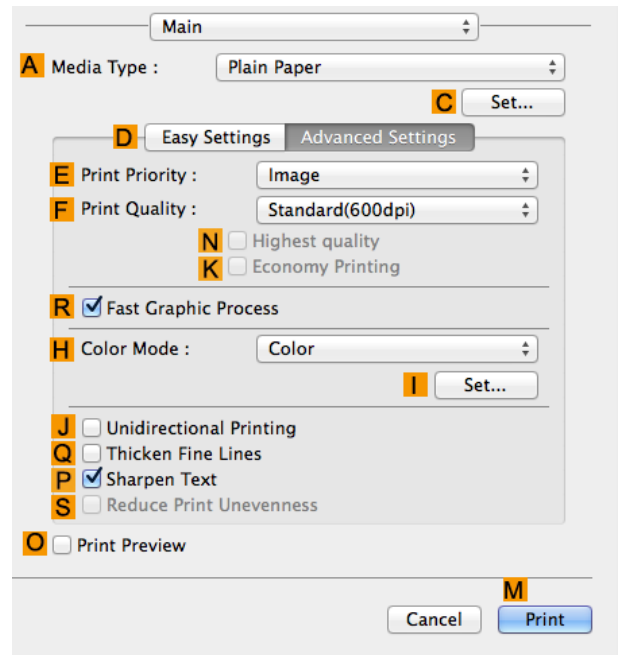 Main
A Media Type : Plain Paper
C Set...
D Easy Settings Advanced Settings
E Print Priority : Image
F Print Quality : Standard(600dpi)
N Highest quality
K Economy Printing
R Fast Graphic Process
H Color Mode : Color
I Set...
J Unidirectional Printing
Q Thicken Fine Lines
P Sharpen Text
S Reduce Print Unevenness
O Print Preview
M
Cancel Print